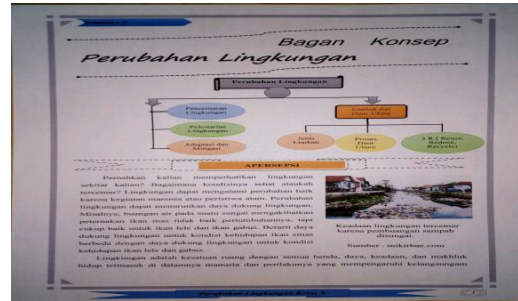 Bagan Konsep
Perubahan Lingkungan
Perubahan Lingkungan
Pencemaran
Lingkungan
Pelestarian
Lingkungan
Adaptasi dan
Mitigasi
Limbah dan
Daur Ulang
Jenis
Limbah
Proses
Daur
Ulang
3 R ( Reuse,
Reduce,
Recycle)
APERSEPSI
Pernahkah kalian memperhatikan lingkungan
sekitar kalian? Bagaimana kondisinya sehat ataukah
tercemar? Lingkungan dapat mengalami perubahan baik
karena kegiatan manusia atau peristiwa alam. Perubahan
lingkungan dapat menurunkan daya dukung lingkungan.
Misalnya, buangan air pada suatu sungai mengakibatkan
peternakan ikan mas tidak baik pertumbuhannya, tapi
cukup baik untuk ikan lele dan ikan gabus. Berarti daya
dukung lingkungan untuk kondisi kehidupan ikan emas
berbeda dengan daya dukung lingkungan untuk kondisi
kehidupan ikan lele dan gabus.
Keadaan lingkungan tercemar
karena pembuangan sampah
disungai.
Sumber : mikirbae.com
Lingkungan adalah kesatuan ruang dengan semua benda, daya, keadaan, dan makhluk
hidup termasuk di dalamnya manusia dan perilakunya yang mempengaruhi kelangsungan
Perubahan Lingkungan Kelas X